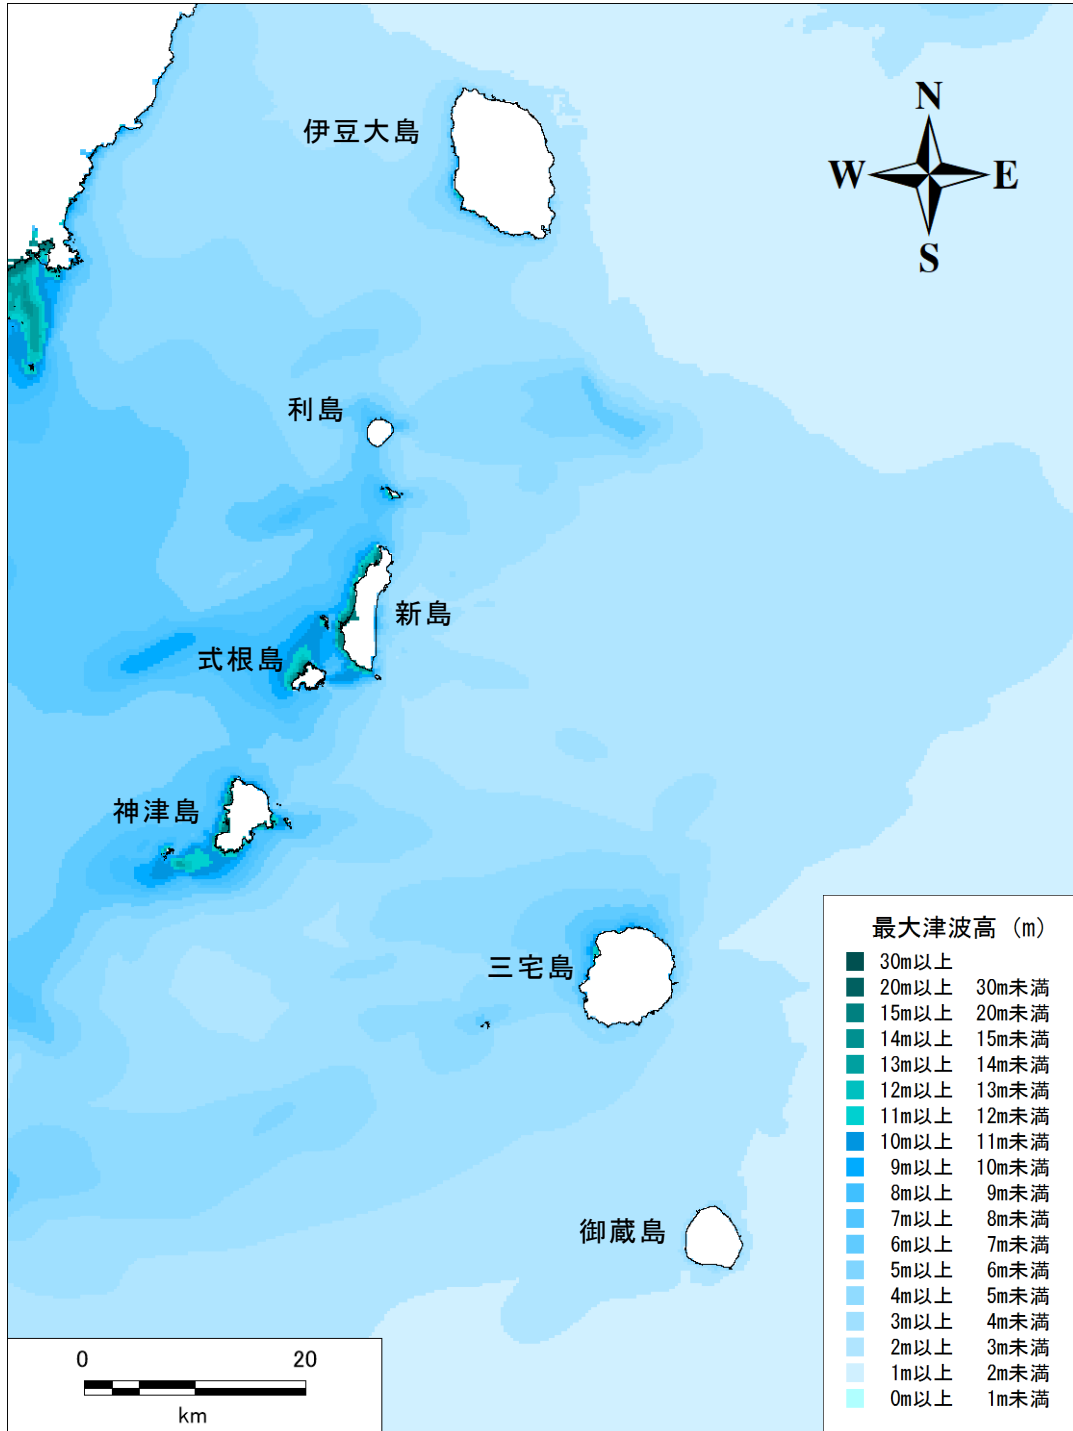 伊豆大島
N
W E
S
利島
新島
式根島
神津島
三宅島
御蔵島
最大津波高 (m)
30m以上
20m以上 30m未満
15m以上 20m未満
14m以上 15m未満
13m以上 14m未満
12m以上 13m未満
11m以上 12m未満
10m以上 11m未満
9m以上 10m未満
8m以上 9m未満
7m以上 8m未満
6m以上 7m未満
5m以上 6m未満
4m以上 5m未満
3m以上 4m未満
2m以上 3m未満
1m以上 2m未満
0m以上 1m未満
0 20
km